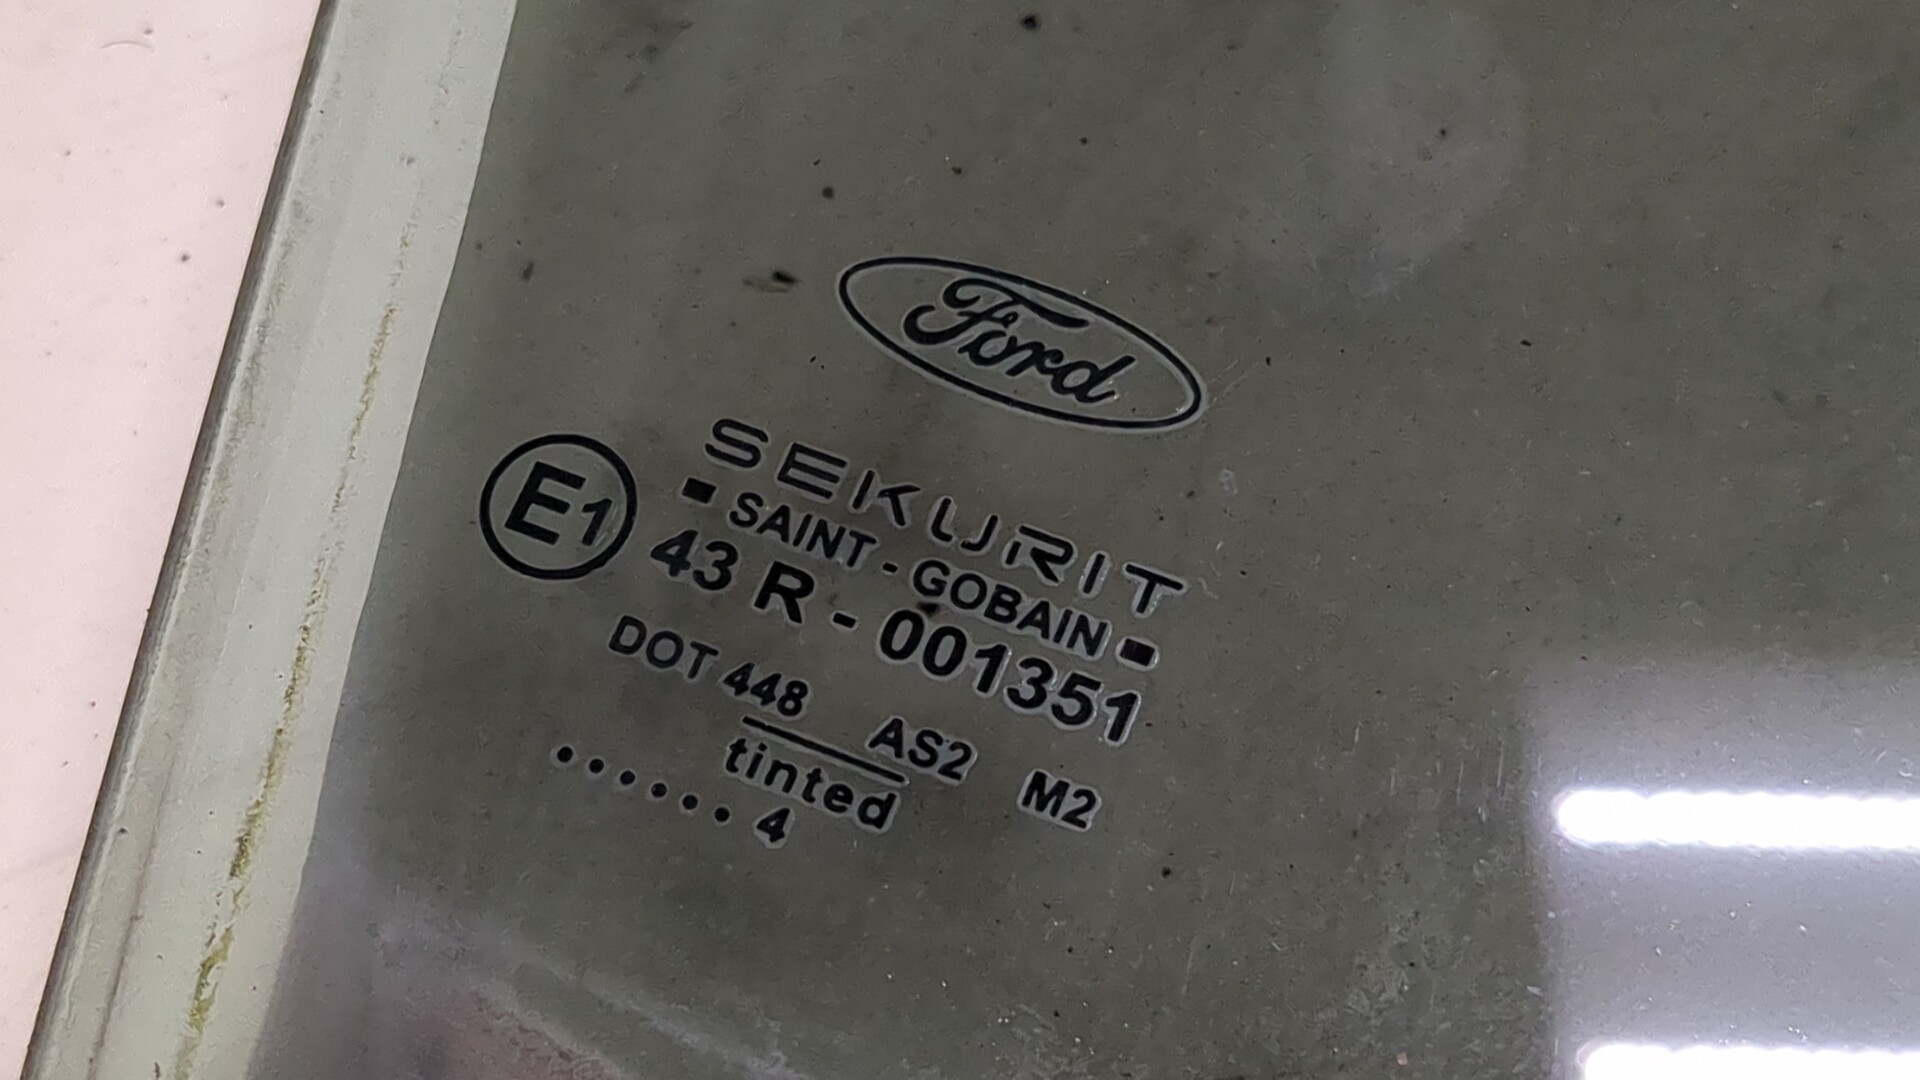 Ford
SEKURIT
▪ SAINT - GOBAIN ▪
E1
43 R - 001351
DOT 448 AS2 M2
tinted
. . . . . . 4